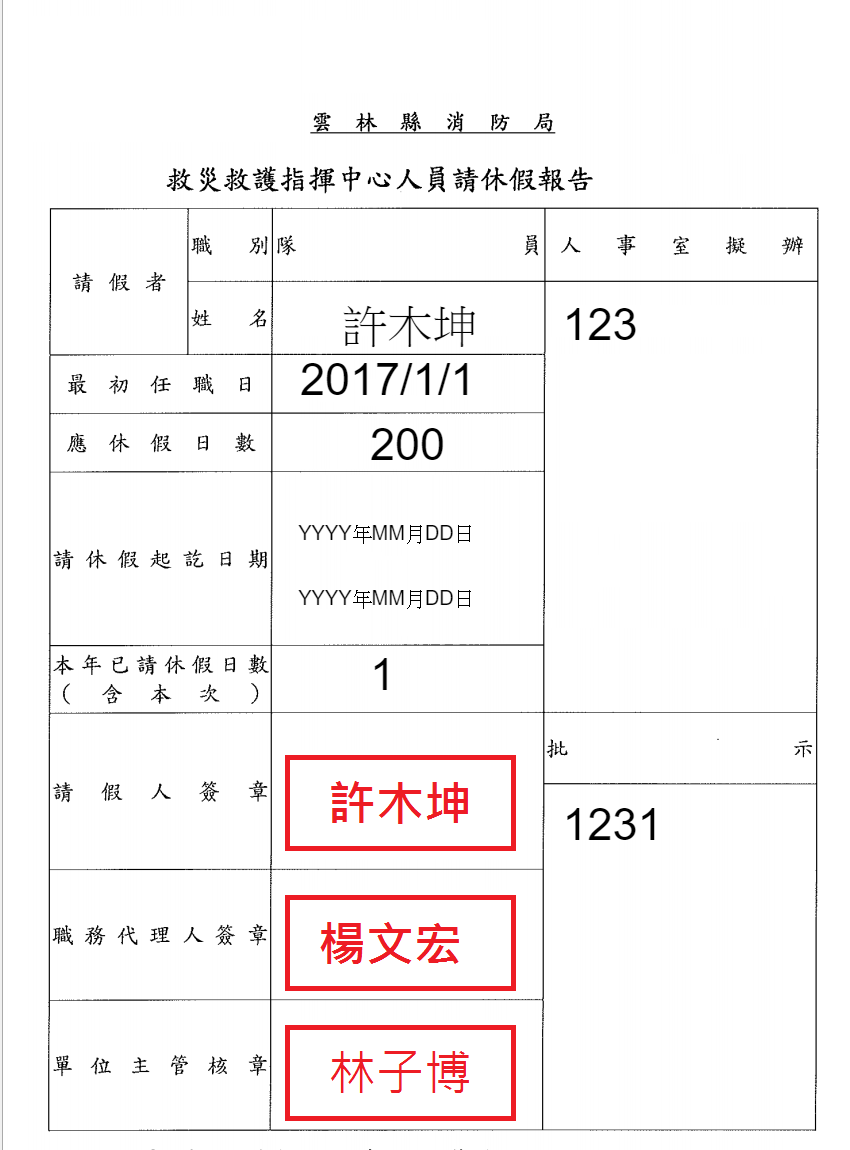 雲林縣消防局
救災救護指揮中心人員請休假報告
請假者
職別
隊員
人事室擬辦
姓名
許木坤
123
最初任職日
2017/1/1
應休假日數
200
請休假起訖日期
YYYY年MM月DD日
YYYY年MM月DD日
本年已請休假日數
（含本次）
1
請假人簽章
許木坤
批示
1231
職務代理人簽章
楊文宏
單位主管核章
林子博